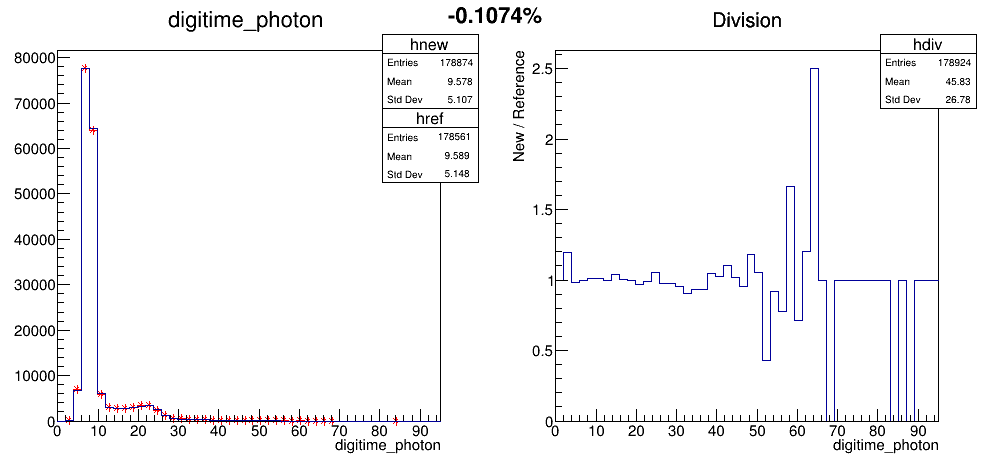 digitime_photon
-0.1074%
Division
hnew
Entries 178874
Mean 9.578
Std Dev 5.107
href
Entries 178561
Mean 9.589
Std Dev 5.148
80000
70000
60000
50000
40000
30000
20000
10000
0
0 10 20 30 40 50 60 70 80 90
digitime_photon
hdiv
Entries 178924
Mean 45.83
Std Dev 26.78
New / Reference
2.5
2
1.5
1
0.5
0
0 10 20 30 40 50 60 70 80 90
digitime_photon